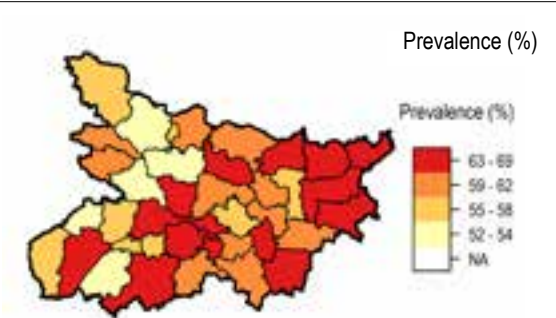 Prevalence (%)
Prevalence (%)
63 - 69
59 - 62
55 - 58
52 - 54
NA